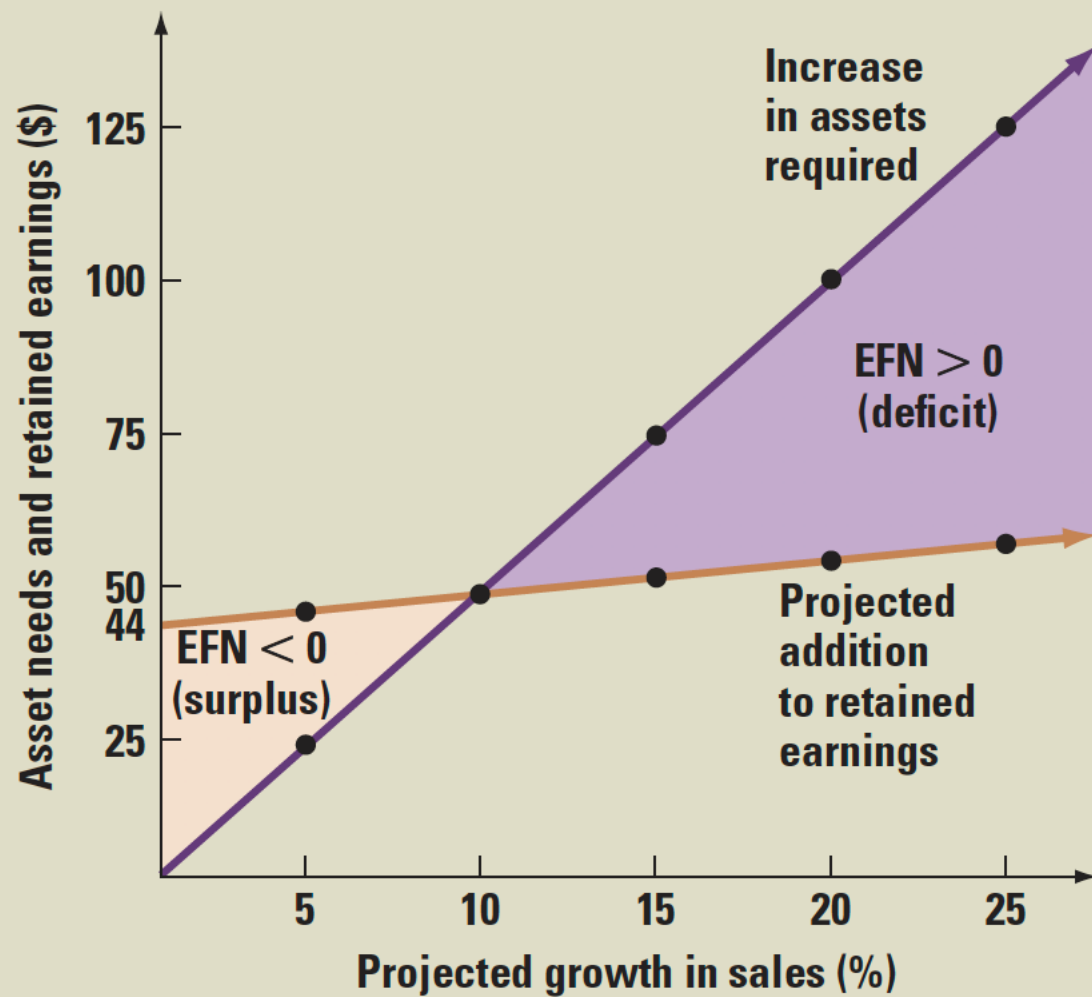 Asset needs and retained earnings ($)
125
100
75
50
44
25
Increase
in assets
required
EFN > 0
(deficit)
EFN < 0
(surplus)
Projected
addition
to retained
earnings
5
10
15
20
25
Projected growth in sales (%)